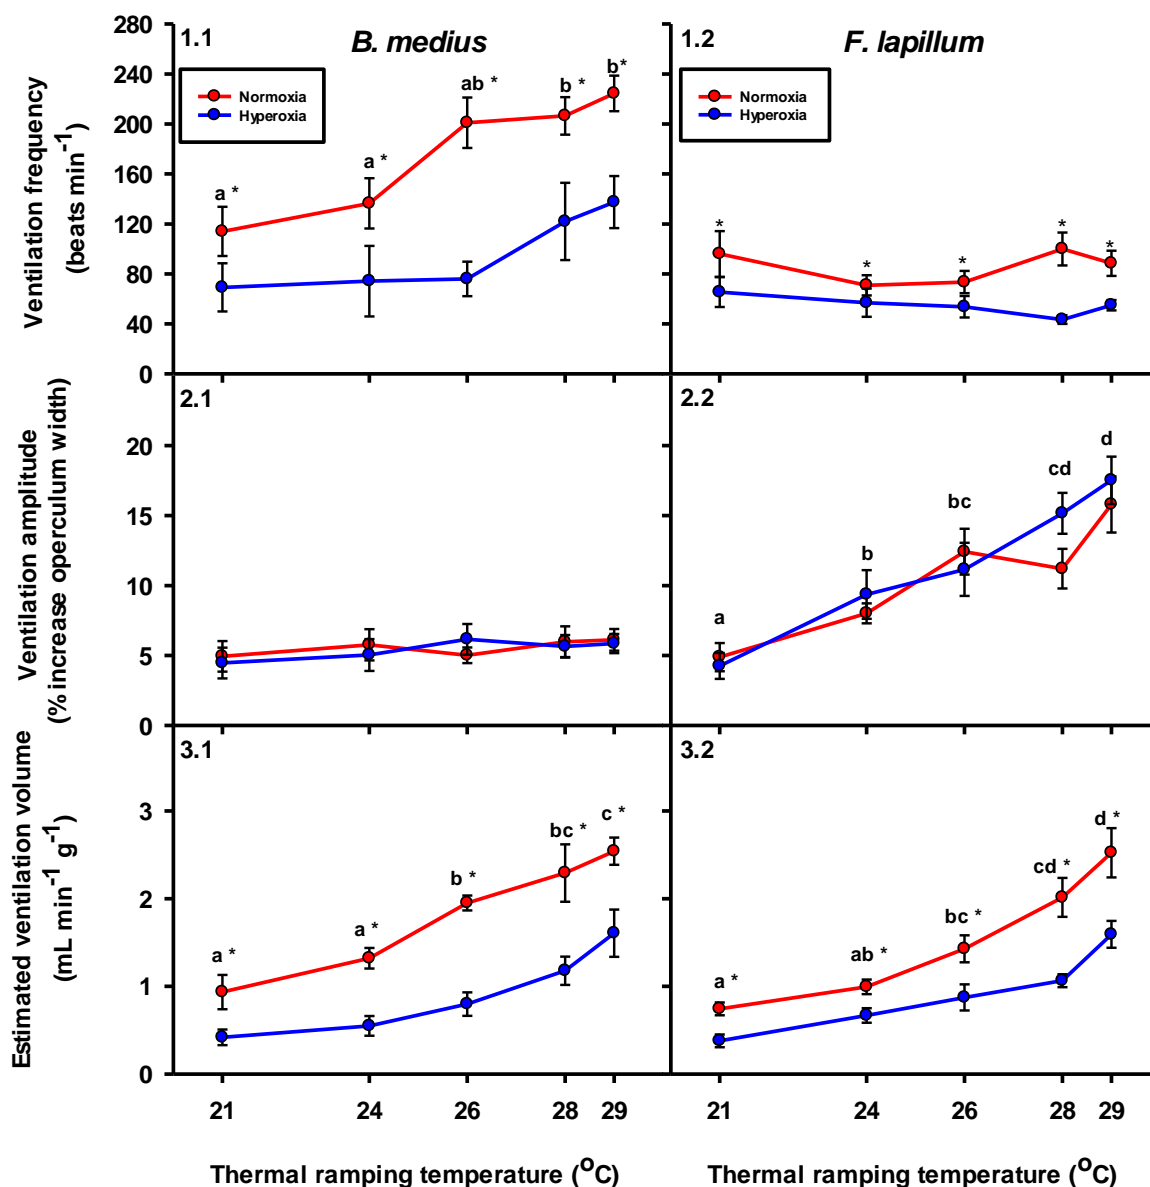 1.1 B. medius
1.2 F. lapillum
Normoxia
Hyperoxia
Normoxia
Hyperoxia
Ventilation frequency
(beats min⁻¹)
280
240
200
160
120
80
40
0
a *
a *
ab *
b *
b*
*
*
*
*
*
2.1
2.2
Ventilation amplitude
(% increase operculum width)
20
15
10
5
0
a
b
bc
cd
d
3.1
3.2
Estimated ventilation volume
(mL min⁻¹ g⁻¹)
3
2
1
0
a *
a *
b *
bc *
c *
a *
ab *
bc *
cd *
d *
21 24 26 28 29
21 24 26 28 29
Thermal ramping temperature (ᴼC)
Thermal ramping temperature (ᴼC)